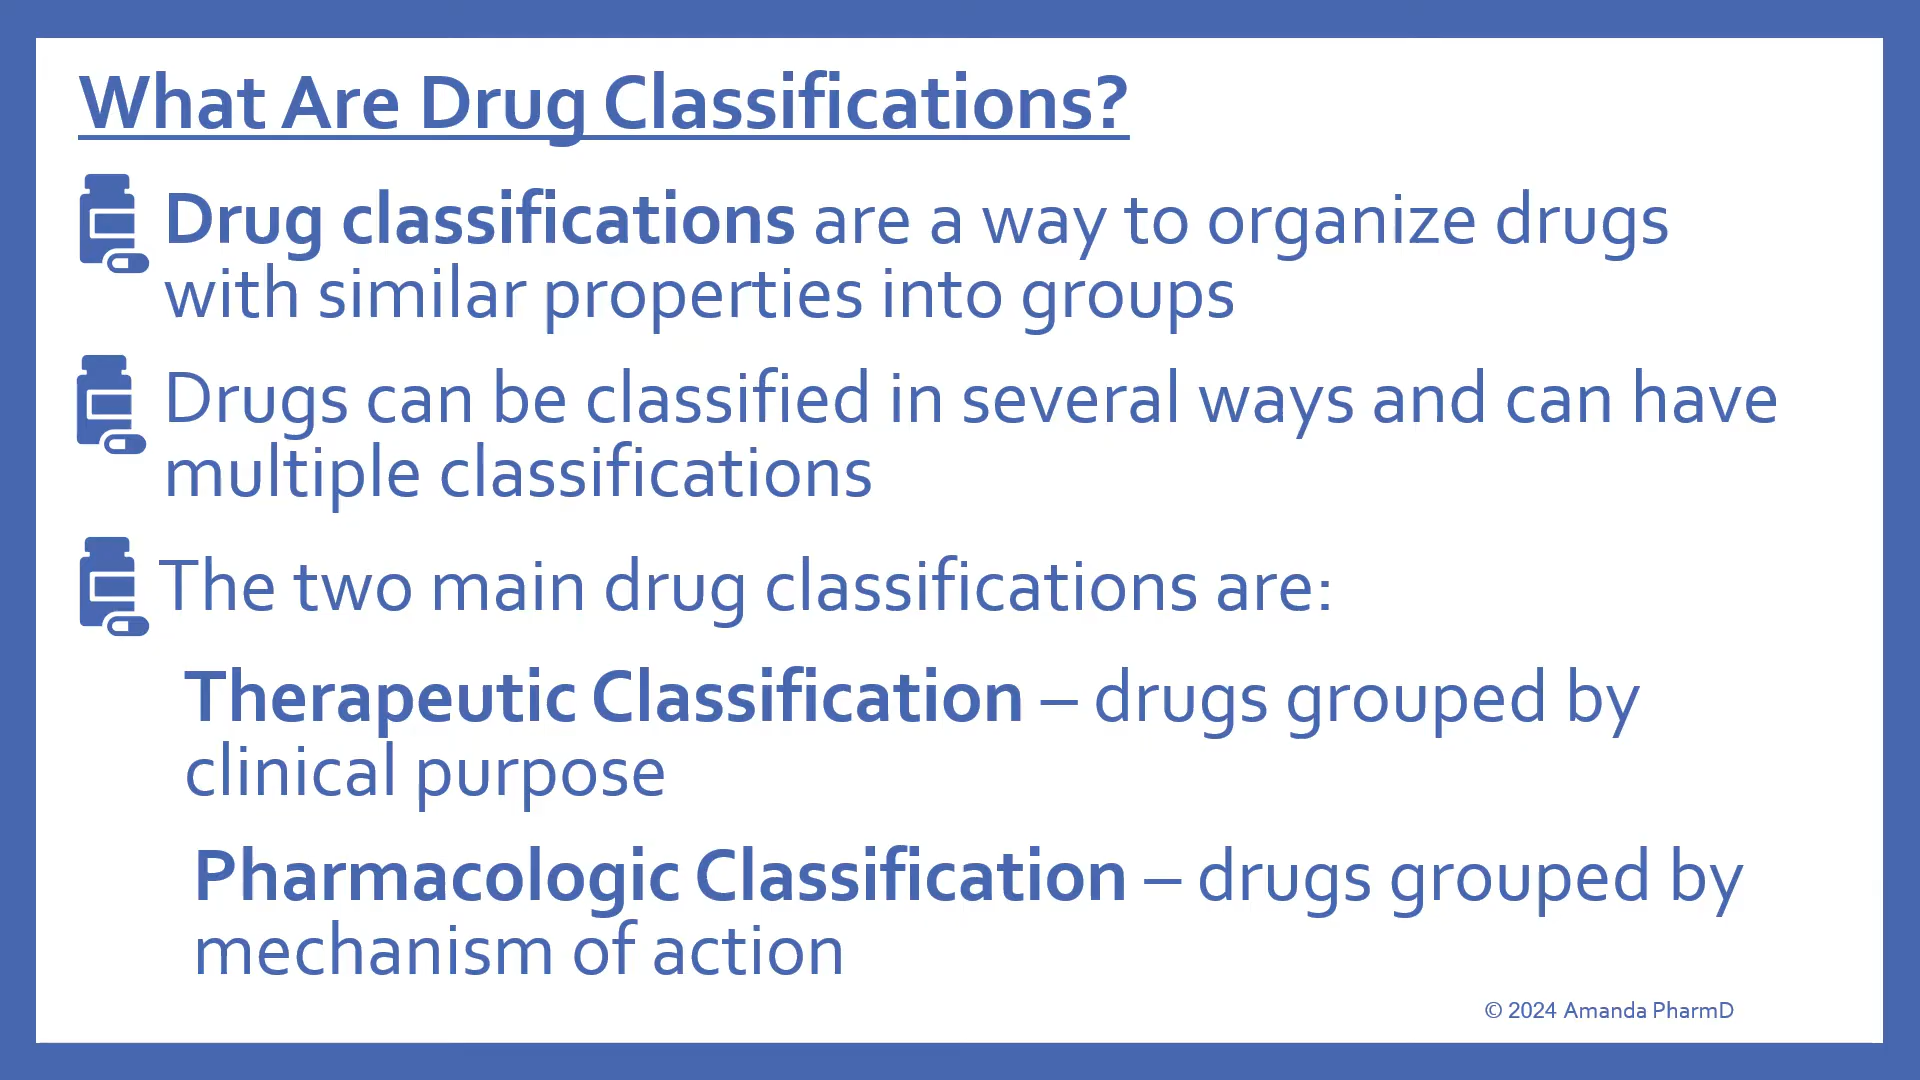 What Are Drug Classifications?
Drug classifications are a way to organize drugs
with similar properties into groups
Drugs can be classified in several ways and can have
multiple classifications
The two main drug classifications are:
Therapeutic Classification – drugs grouped by
clinical purpose
Pharmacologic Classification – drugs grouped by
mechanism of action
© 2024 Amanda PharmD